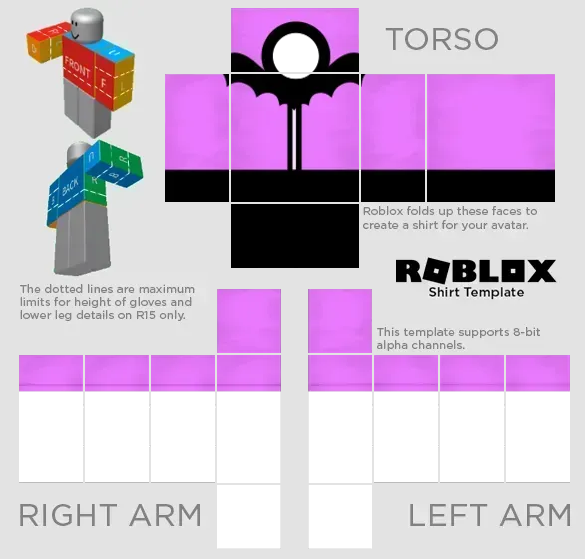 TORSO
FRONT
F
L
U
R
BACK
R
B
U
Roblox folds up these faces to
create a shirt for your avatar.
The dotted lines are maximum
limits for height of gloves and
lower leg details on R15 only.
ROBLOX
Shirt Template
This template supports 8-bit
alpha channels.
RIGHT ARM
LEFT ARM